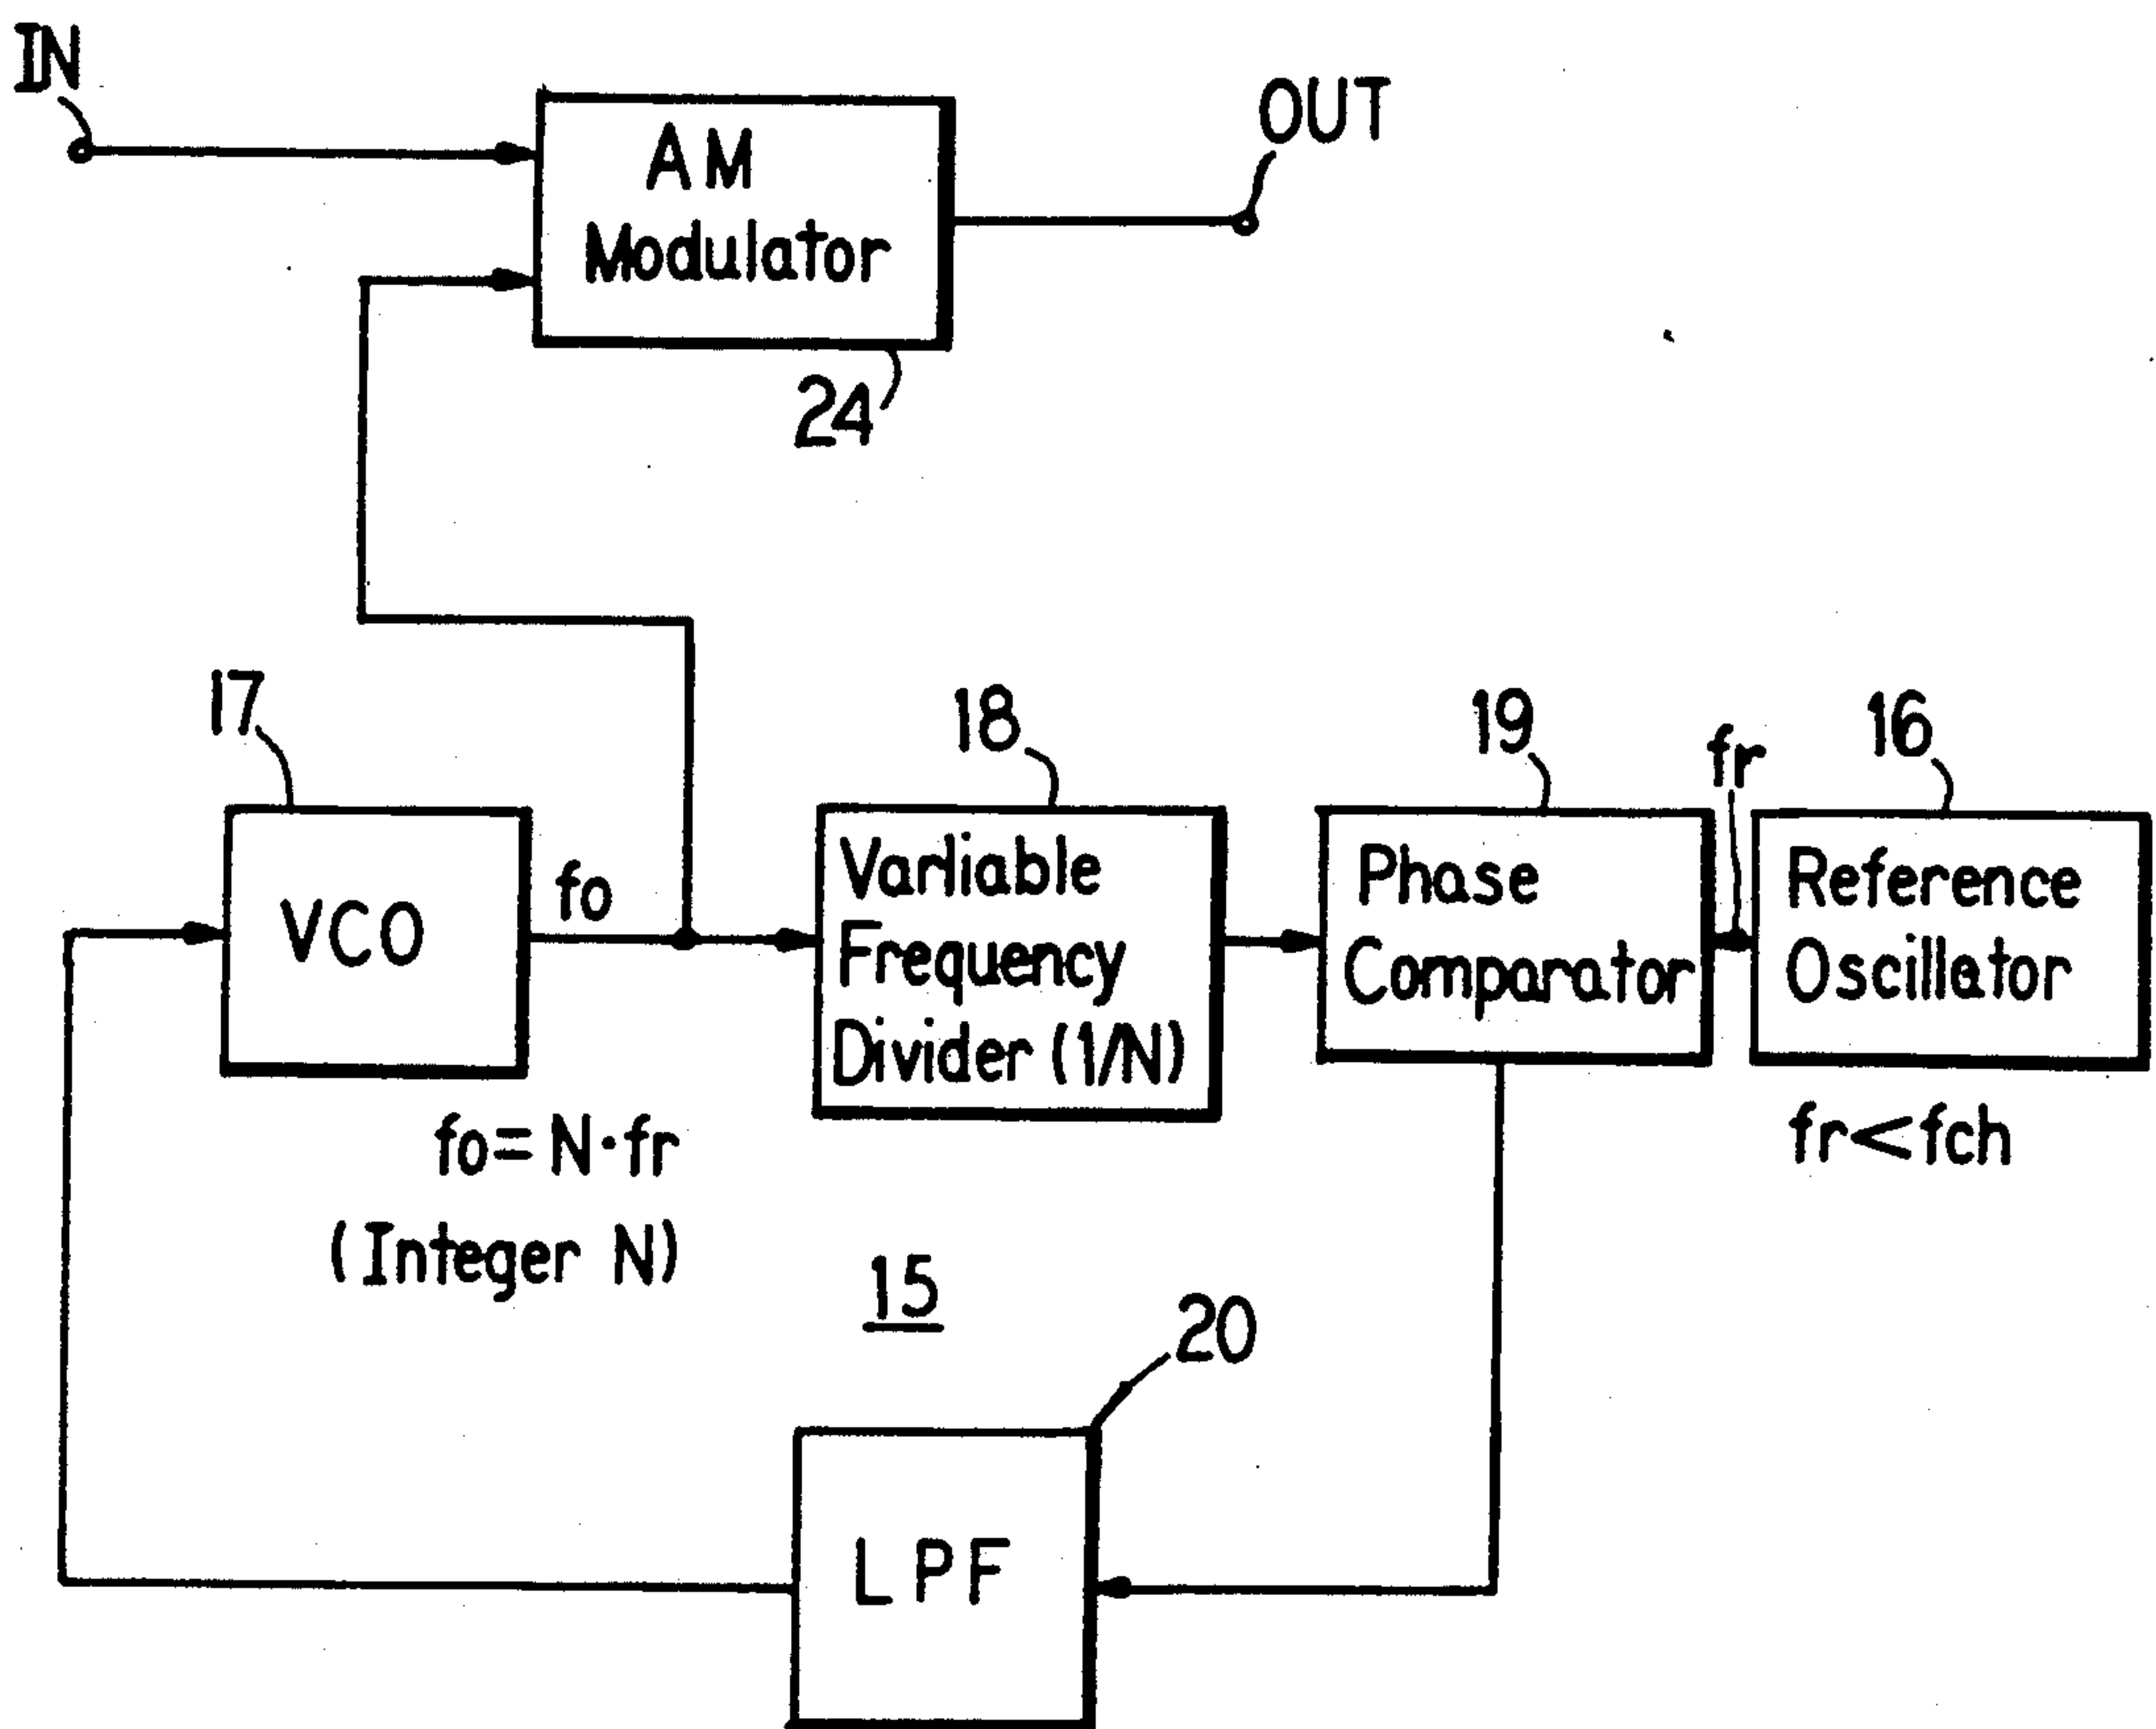 IN
AM
Modulator
OUT
24
17
18
19
fr
16
VCO
fo
Variiable
Frequency
Divider (1/N)
Phase
Comparator
Reference
Oscillator
fo=N·fr
(Integer N)
fr<fch
15
20
LPF